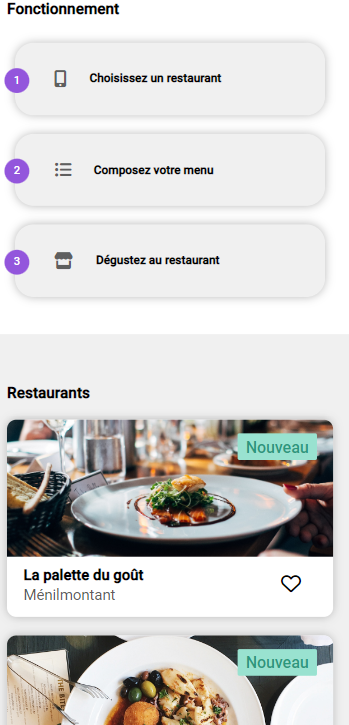 Fonctionnement
1 Choisissez un restaurant
2 Composez votre menu
3 Dégustez au restaurant
Restaurants
Nouveau
La palette du goût
Ménilmontant
Nouveau